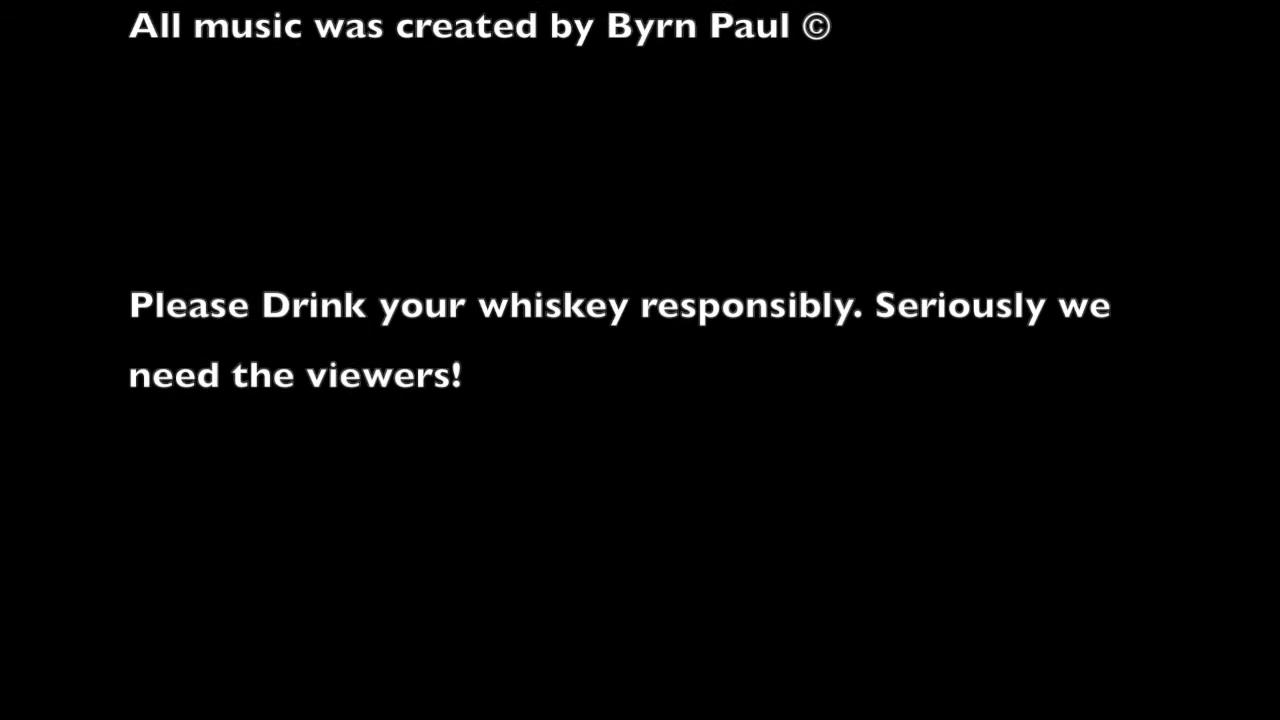 All music was created by Byrn Paul ©
Please Drink your whiskey responsibly. Seriously we
need the viewers!